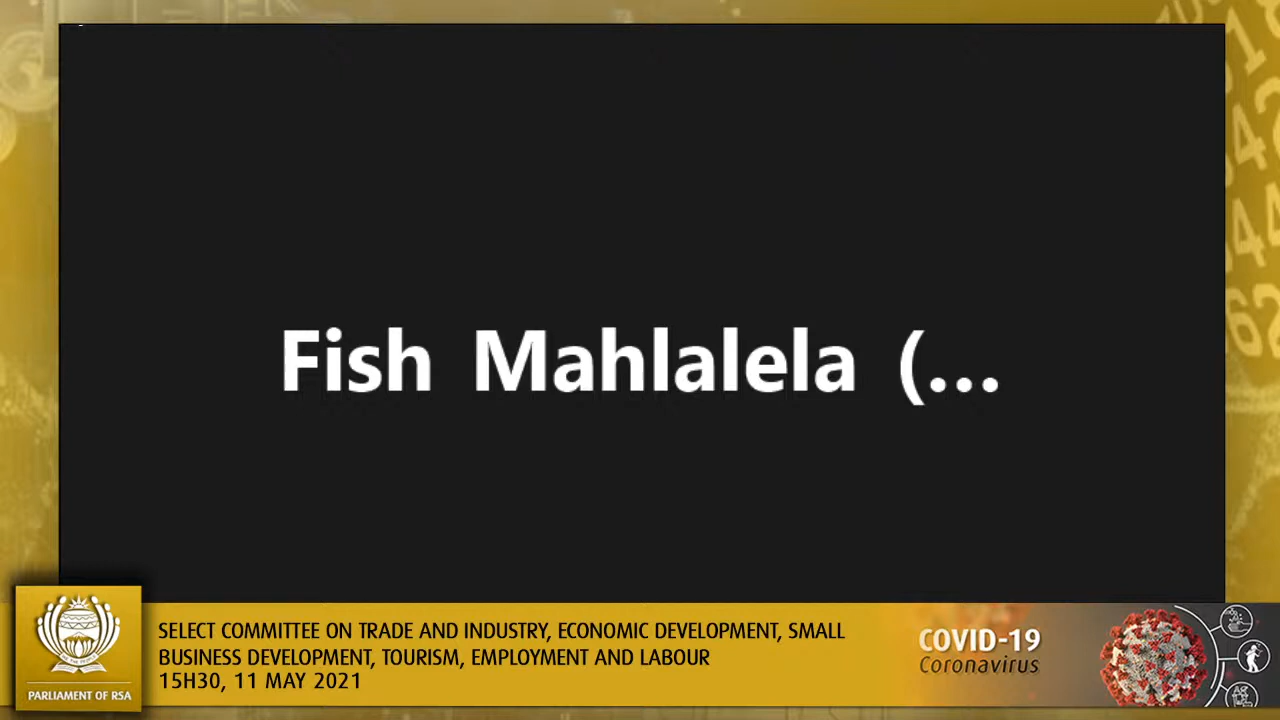 Fish Mahlalela (...
SELECT COMMITTEE ON TRADE AND INDUSTRY, ECONOMIC DEVELOPMENT, SMALL
BUSINESS DEVELOPMENT, TOURISM, EMPLOYMENT AND LABOUR
15H30, 11 MAY 2021
PARLIAMENT OF RSA
COVID-19
Coronavirus